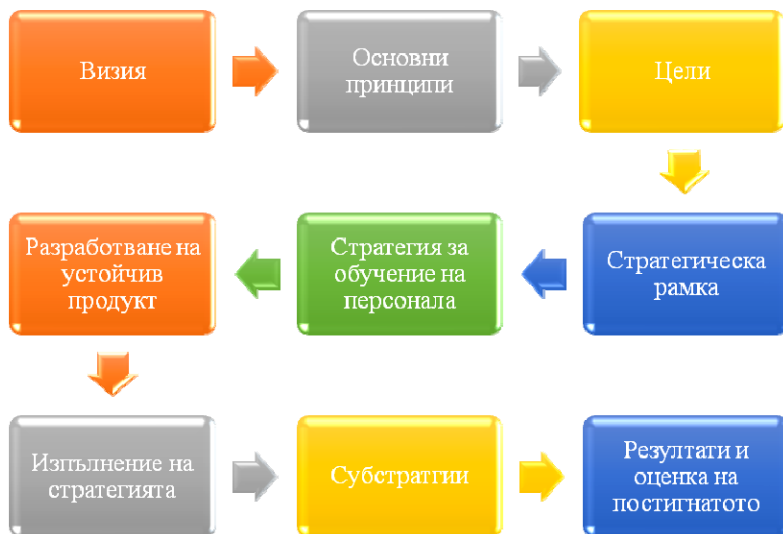 Визия
Основни
принципи
Цели
Стратегическа
рамка
Стратегия за
обучение на
персонала
Разработване на
устойчив
продукт
Изпълнение на
стратегията
Субстратгии
Резултати и
оценка на
постигнатото